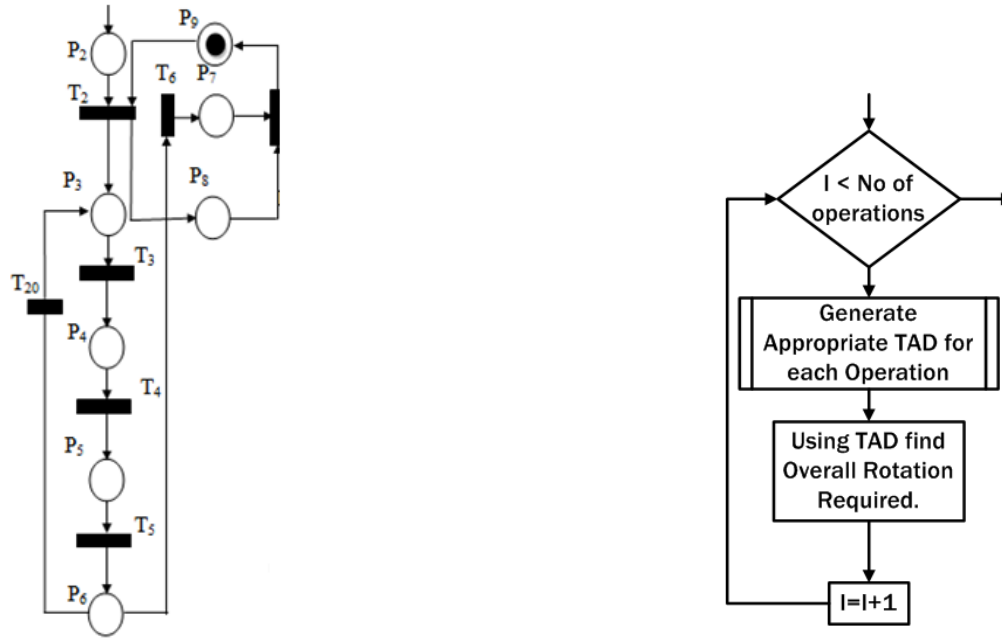 P2
P9
T6
P7
T2
P3
P8
T3
T20
P4
T4
P5
T5
P6
I < No of
operations
Generate
Appropriate TAD for
each Operation
Using TAD find
Overall Rotation
Required.
I=I+1